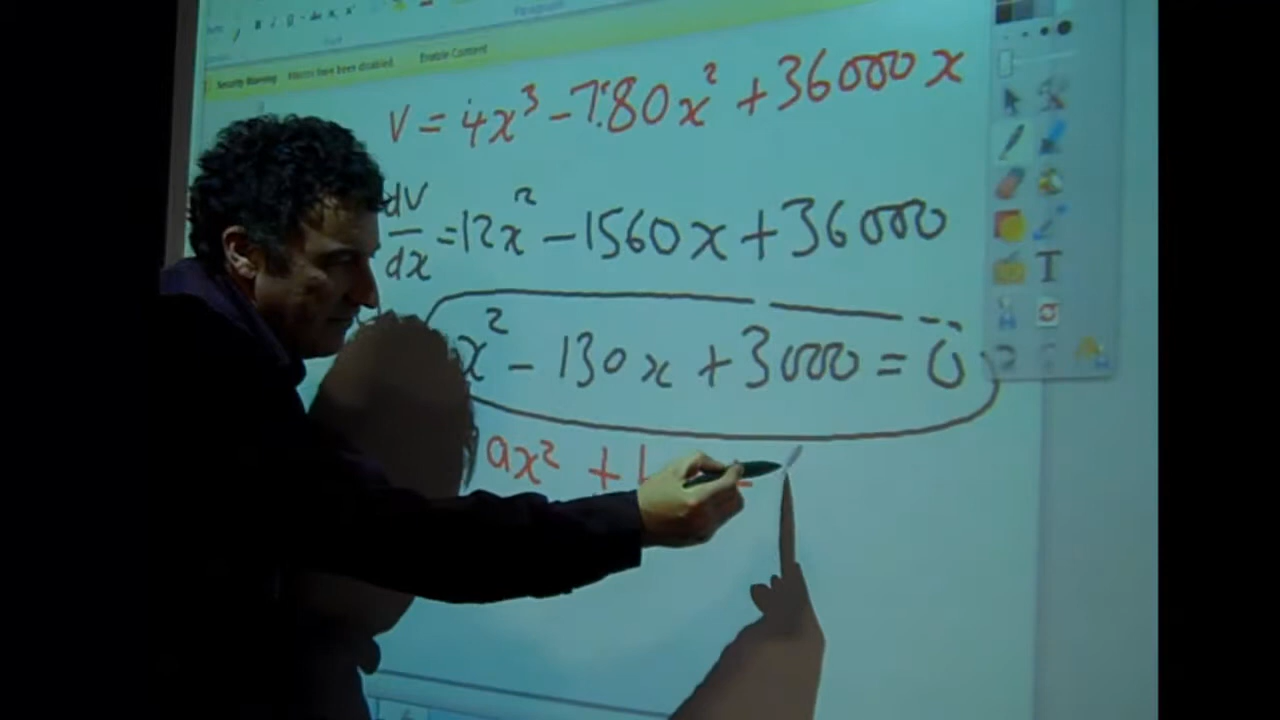 Paragraph
Security Warning Macros have been disabled. Enable Content
V = 4x³ - 780x² + 36000x
dV/dx = 12x² - 1560x + 36000
x² - 130x + 3000 = 0
ax² +
T